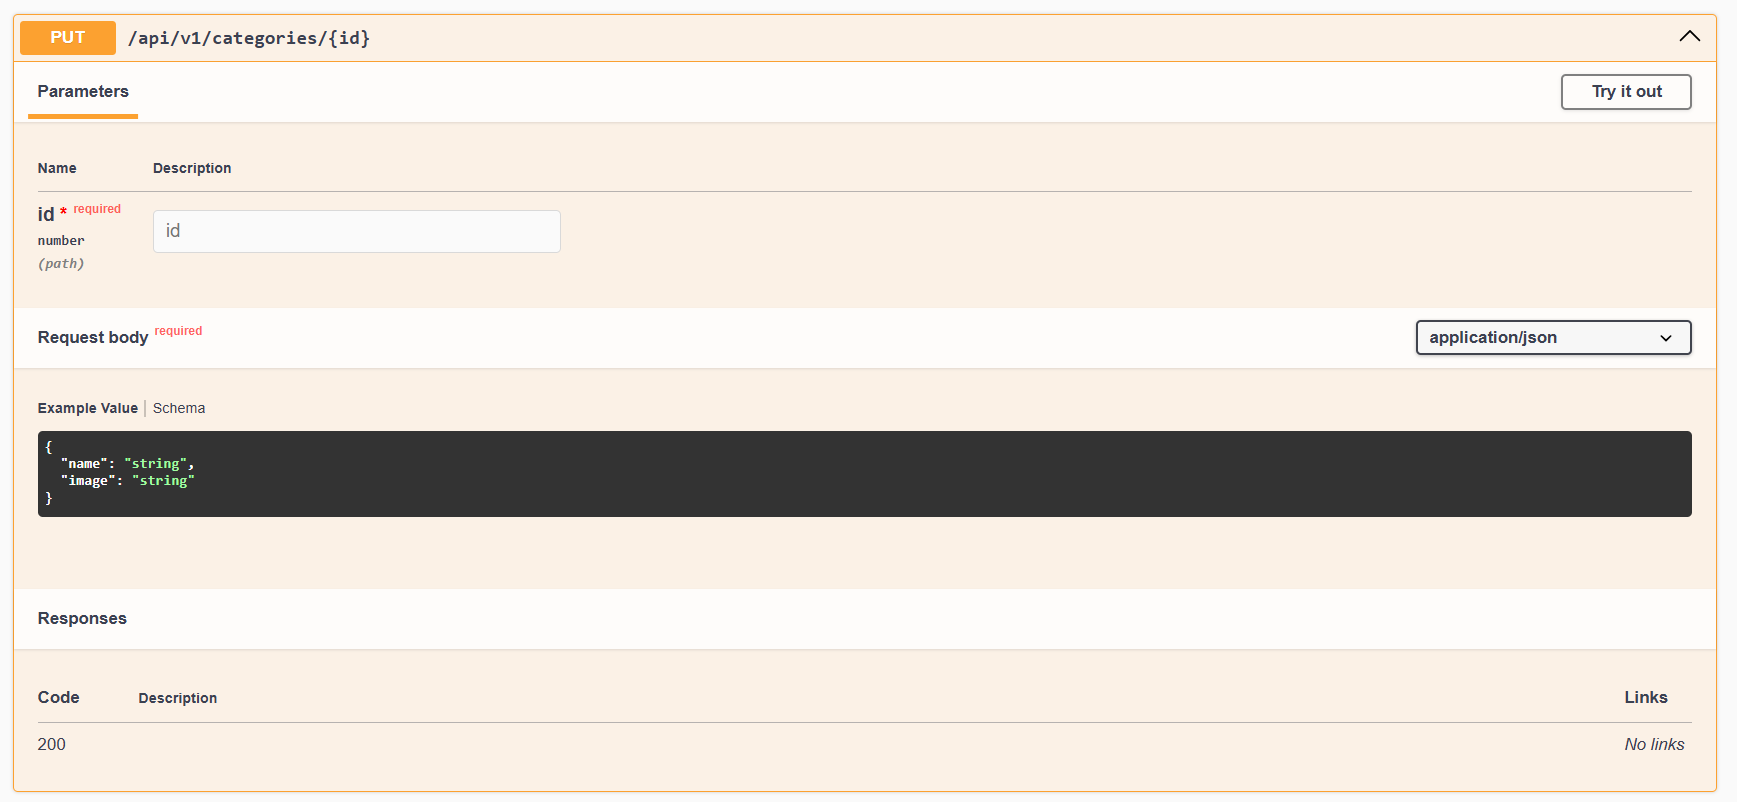 PUT /api/v1/categories/{id}
Parameters
Try it out
Name Description
id * required
number
(path)
id
Request body required
application/json
Example Value | Schema
{
  "name": "string",
  "image": "string"
}
Responses
Code Description Links
200 No links